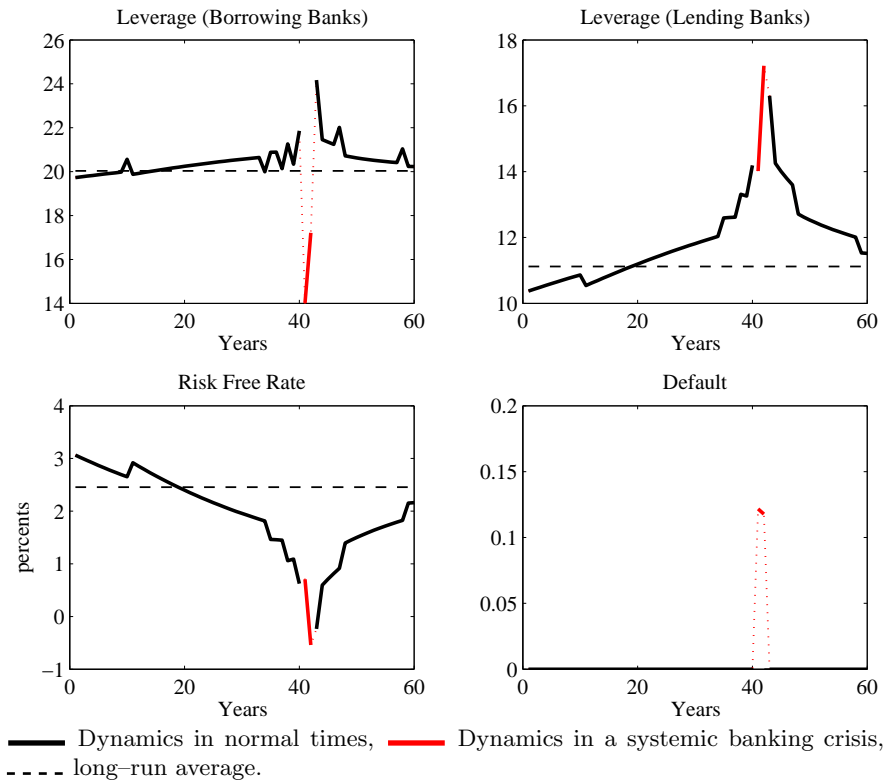 Leverage (Borrowing Banks)
26
24
22
20
18
16
14
0 20 40 60
Years
Leverage (Lending Banks)
18
16
14
12
10
0 20 40 60
Years
Risk Free Rate
percents
4
3
2
1
0
−1
0 20 40 60
Years
Default
0.2
0.15
0.1
0.05
0
0 20 40 60
Years
Dynamics in normal times, Dynamics in a systemic banking crisis,
long–run average.